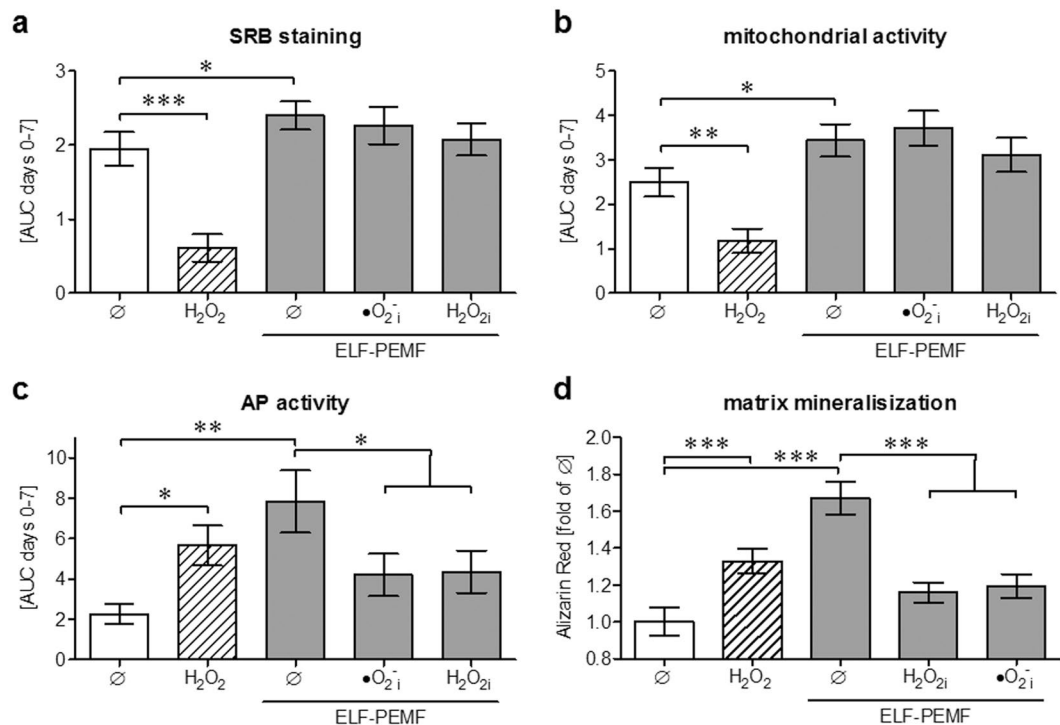 a
SRB staining
[AUC days 0-7]
3
2
1
0
*
***
∅
H₂O₂
∅
●O₂⁻ᵢ
H₂O₂ᵢ
ELF-PEMF
b
mitochondrial activity
[AUC days 0-7]
5
4
3
2
1
0
*
**
∅
H₂O₂
∅
●O₂⁻ᵢ
H₂O₂ᵢ
ELF-PEMF
c
AP activity
[AUC days 0-7]
10
8
6
4
2
0
**
*
*
∅
H₂O₂
∅
●O₂⁻ᵢ
H₂O₂ᵢ
ELF-PEMF
d
matrix mineralisization
Alizarin Red [fold of ∅]
2.0
1.8
1.6
1.4
1.2
1.0
0.8
***
***
***
∅
H₂O₂
∅
H₂O₂ᵢ
●O₂⁻ᵢ
ELF-PEMF